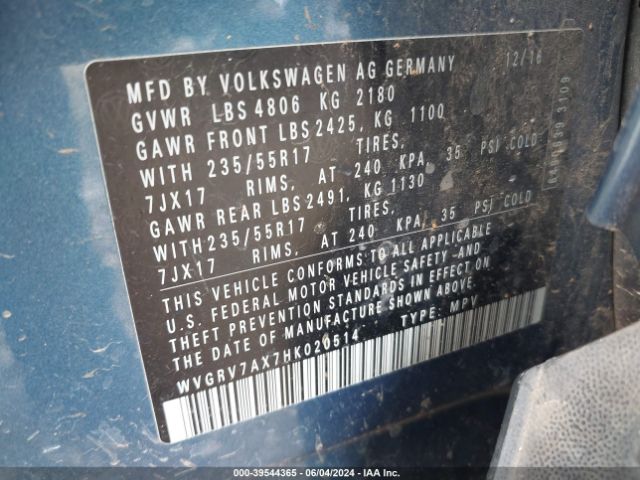 MFD BY VOLKSWAGEN AG GERMANY 12/16
GVWR LBS 4806 KG 2180
GAWR FRONT LBS 2425, KG 1100
WITH 235/55R17 TIRES,
7JX17 RIMS, AT 240 KPA, 35 PSI COLD
GAWR REAR LBS 2491, KG 1130
WITH 235/55R17 TIRES,
7JX17 RIMS, AT 240 KPA, 35 PSI COLD
THIS VEHICLE CONFORMS TO ALL APPLICABLE
U.S. FEDERAL MOTOR VEHICLE SAFETY AND
THEFT PREVENTION STANDARDS IN EFFECT ON
THE DATE OF MANUFACTURE SHOWN ABOVE.
WVGRV7AX7HK020514 TYPE: MPV
000-39544365 | 06/04/2024 | IAA Inc.